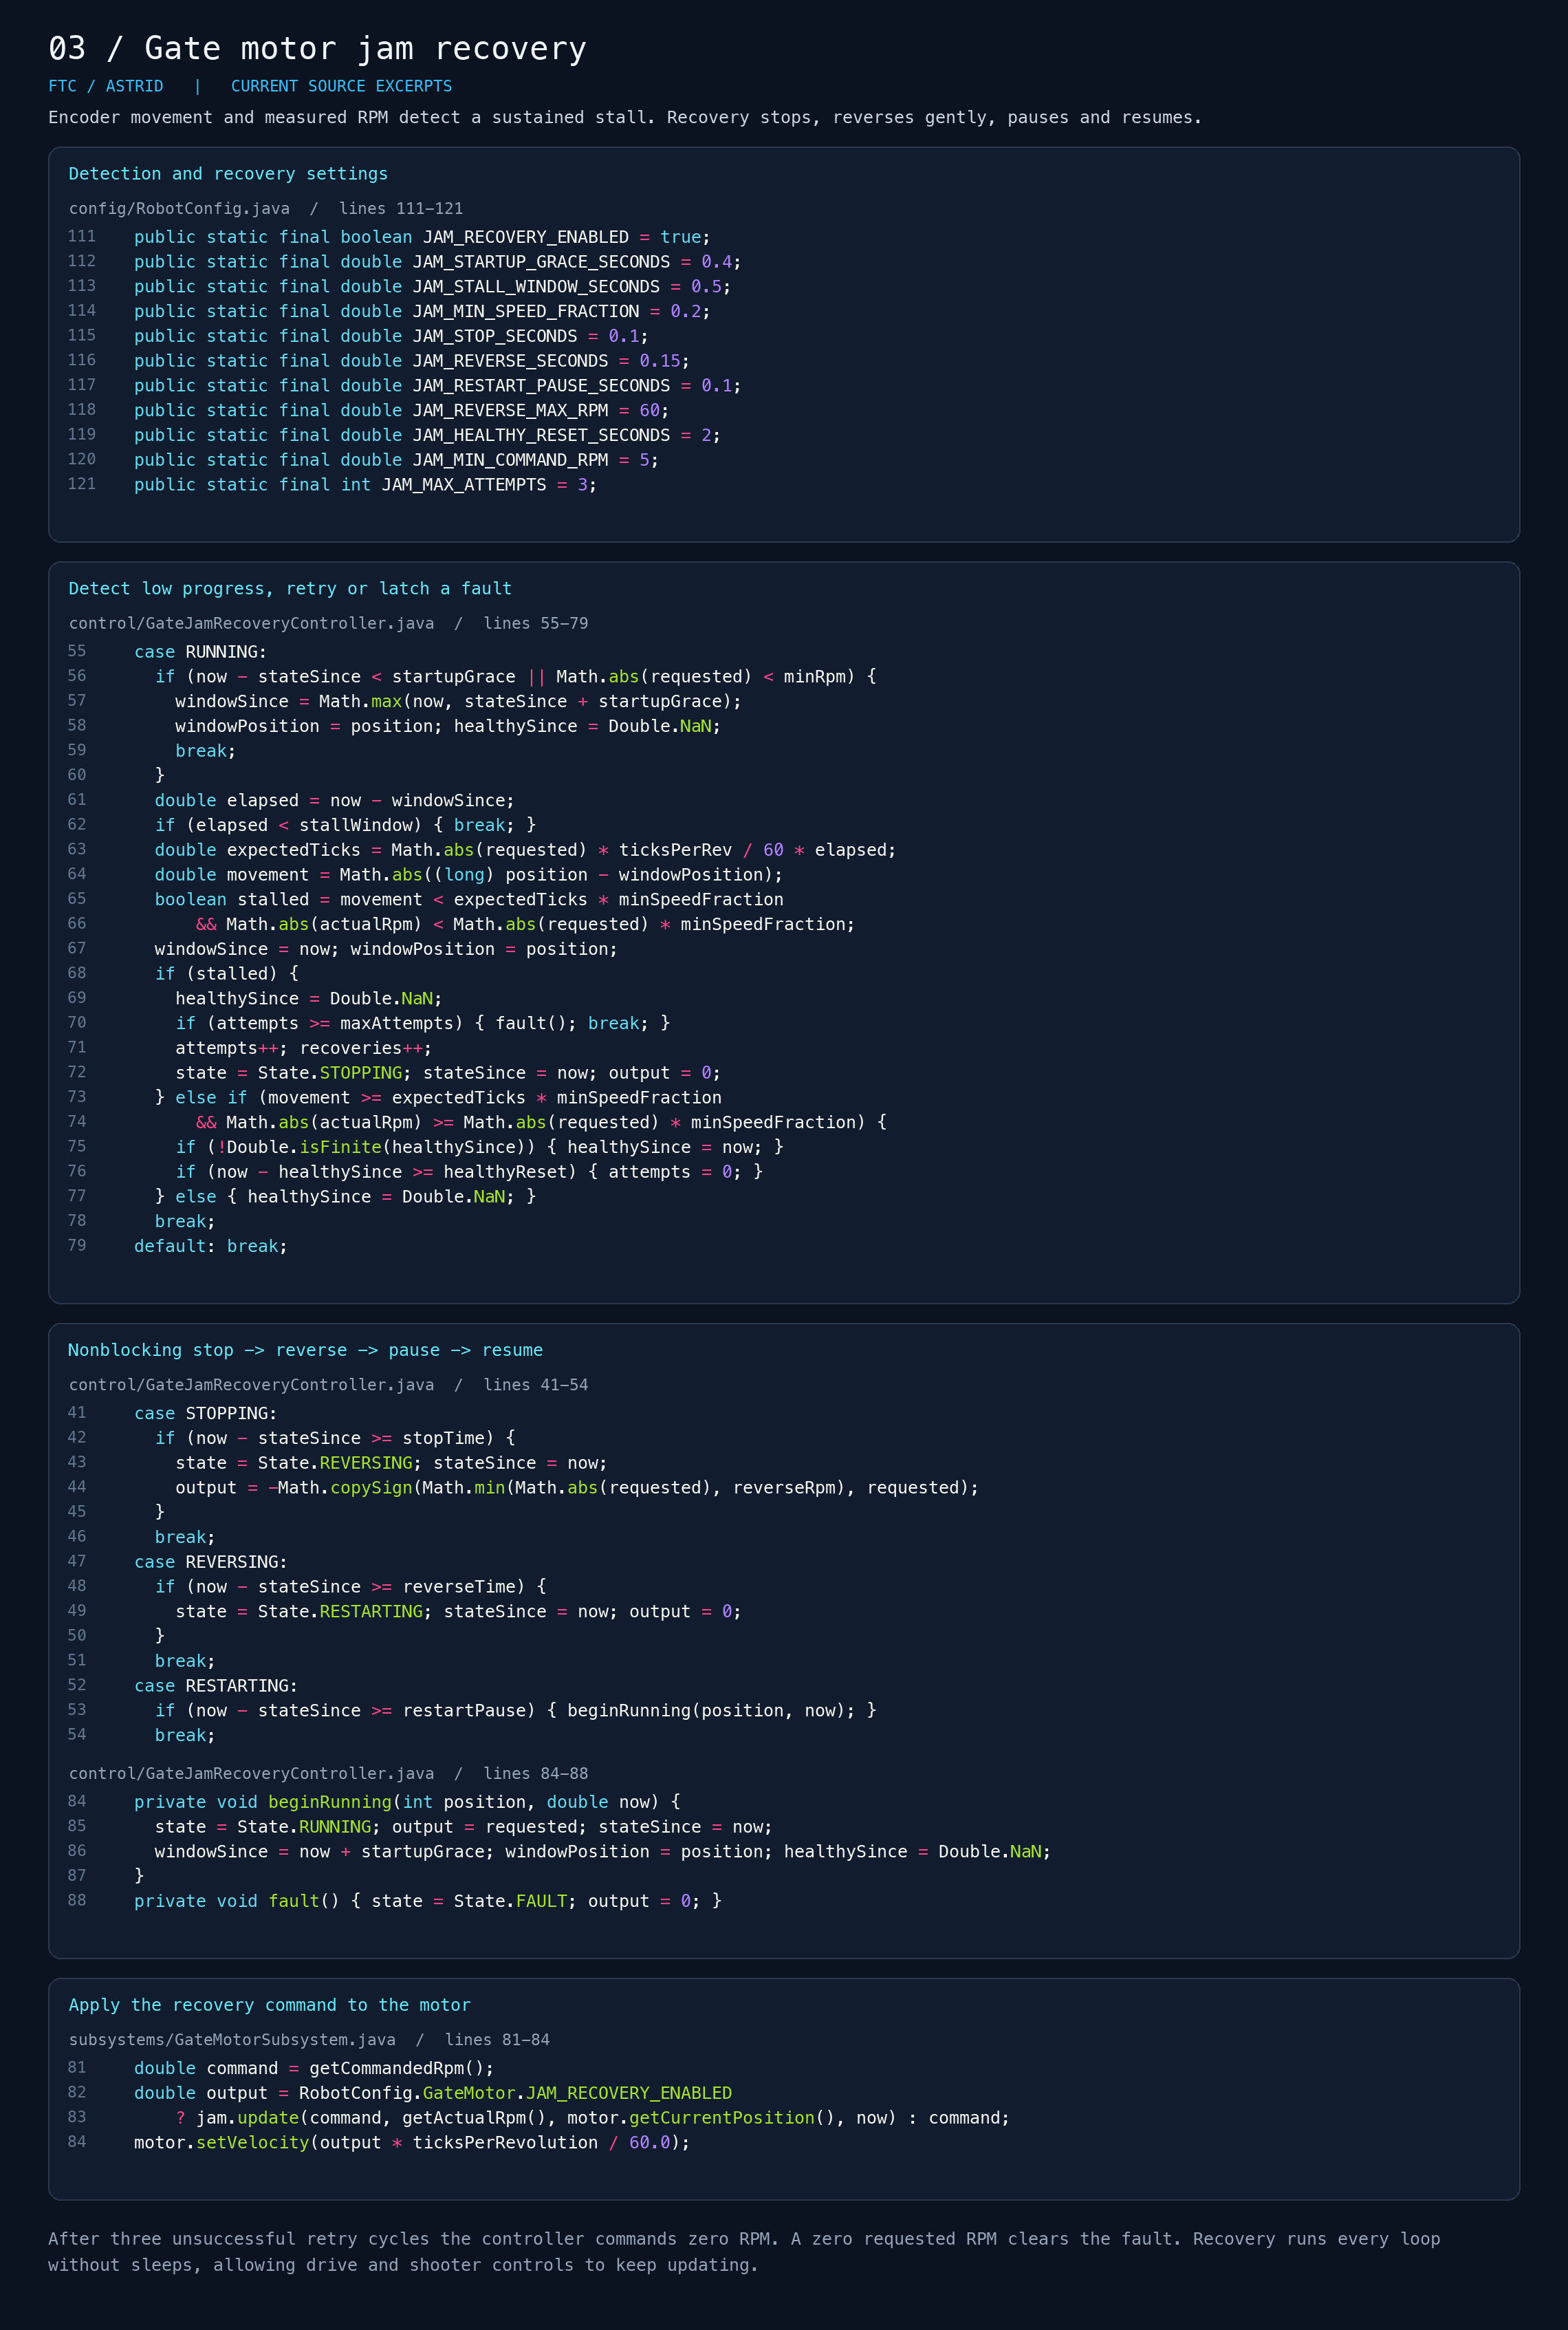 03 / Gate motor jam recovery
FTC / ASTRID | CURRENT SOURCE EXCERPTS
Encoder movement and measured RPM detect a sustained stall. Recovery stops, reverses gently, pauses and resumes.
Detection and recovery settings
config/RobotConfig.java / lines 111–121
111 public static final boolean JAM_RECOVERY_ENABLED = true;
112 public static final double JAM_STARTUP_GRACE_SECONDS = 0.4;
113 public static final double JAM_STALL_WINDOW_SECONDS = 0.5;
114 public static final double JAM_MIN_SPEED_FRACTION = 0.2;
115 public static final double JAM_STOP_SECONDS = 0.1;
116 public static final double JAM_REVERSE_SECONDS = 0.15;
117 public static final double JAM_RESTART_PAUSE_SECONDS = 0.1;
118 public static final double JAM_REVERSE_MAX_RPM = 60;
119 public static final double JAM_HEALTHY_RESET_SECONDS = 2;
120 public static final double JAM_MIN_COMMAND_RPM = 5;
121 public static final int JAM_MAX_ATTEMPTS = 3;
Detect low progress, retry or latch a fault
control/GateJamRecoveryController.java / lines 55–79
55 case RUNNING:
56 if (now − stateSince < startupGrace || Math.abs(requested) < minRpm) {
57 windowSince = Math.max(now, stateSince + startupGrace);
58 windowPosition = position; healthySince = Double.NaN;
59 break;
60 }
61 double elapsed = now − windowSince;
62 if (elapsed < stallWindow) { break; }
63 double expectedTicks = Math.abs(requested) * ticksPerRev / 60 * elapsed;
64 double movement = Math.abs((long) position − windowPosition);
65 boolean stalled = movement < expectedTicks * minSpeedFraction
66 && Math.abs(actualRpm) < Math.abs(requested) * minSpeedFraction;
67 windowSince = now; windowPosition = position;
68 if (stalled) {
69 healthySince = Double.NaN;
70 if (attempts >= maxAttempts) { fault(); break; }
71 attempts++; recoveries++;
72 state = State.STOPPING; stateSince = now; output = 0;
73 } else if (movement >= expectedTicks * minSpeedFraction
74 && Math.abs(actualRpm) >= Math.abs(requested) * minSpeedFraction) {
75 if (!Double.isFinite(healthySince)) { healthySince = now; }
76 if (now − healthySince >= healthyReset) { attempts = 0; }
77 } else { healthySince = Double.NaN; }
78 break;
79 default: break;
Nonblocking stop −> reverse −> pause −> resume
control/GateJamRecoveryController.java / lines 41–54
41 case STOPPING:
42 if (now − stateSince >= stopTime) {
43 state = State.REVERSING; stateSince = now;
44 output = −Math.copySign(Math.min(Math.abs(requested), reverseRpm), requested);
45 }
46 break;
47 case REVERSING:
48 if (now − stateSince >= reverseTime) {
49 state = State.RESTARTING; stateSince = now; output = 0;
50 }
51 break;
52 case RESTARTING:
53 if (now − stateSince >= restartPause) { beginRunning(position, now); }
54 break;
control/GateJamRecoveryController.java / lines 84–88
84 private void beginRunning(int position, double now) {
85 state = State.RUNNING; output = requested; stateSince = now;
86 windowSince = now + startupGrace; windowPosition = position; healthySince = Double.NaN;
87 }
88 private void fault() { state = State.FAULT; output = 0; }
Apply the recovery command to the motor
subsystems/GateMotorSubsystem.java / lines 81–84
81 double command = getCommandedRpm();
82 double output = RobotConfig.GateMotor.JAM_RECOVERY_ENABLED
83 ? jam.update(command, getActualRpm(), motor.getCurrentPosition(), now) : command;
84 motor.setVelocity(output * ticksPerRevolution / 60.0);
After three unsuccessful retry cycles the controller commands zero RPM. A zero requested RPM clears the fault. Recovery runs every loop
without sleeps, allowing drive and shooter controls to keep updating.